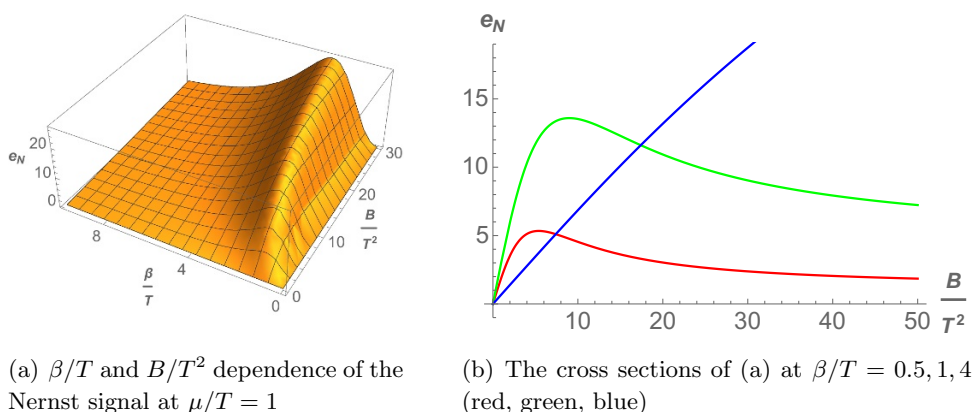 e_N
20
10
0
8
4
0
β/T
0
10
20
30
B/T²
e_N
15
10
5
10 20 30 40 50
B/T²
(a) β/T and B/T² dependence of the
Nernst signal at μ/T = 1
(b) The cross sections of (a) at β/T = 0.5, 1, 4
(red, green, blue)